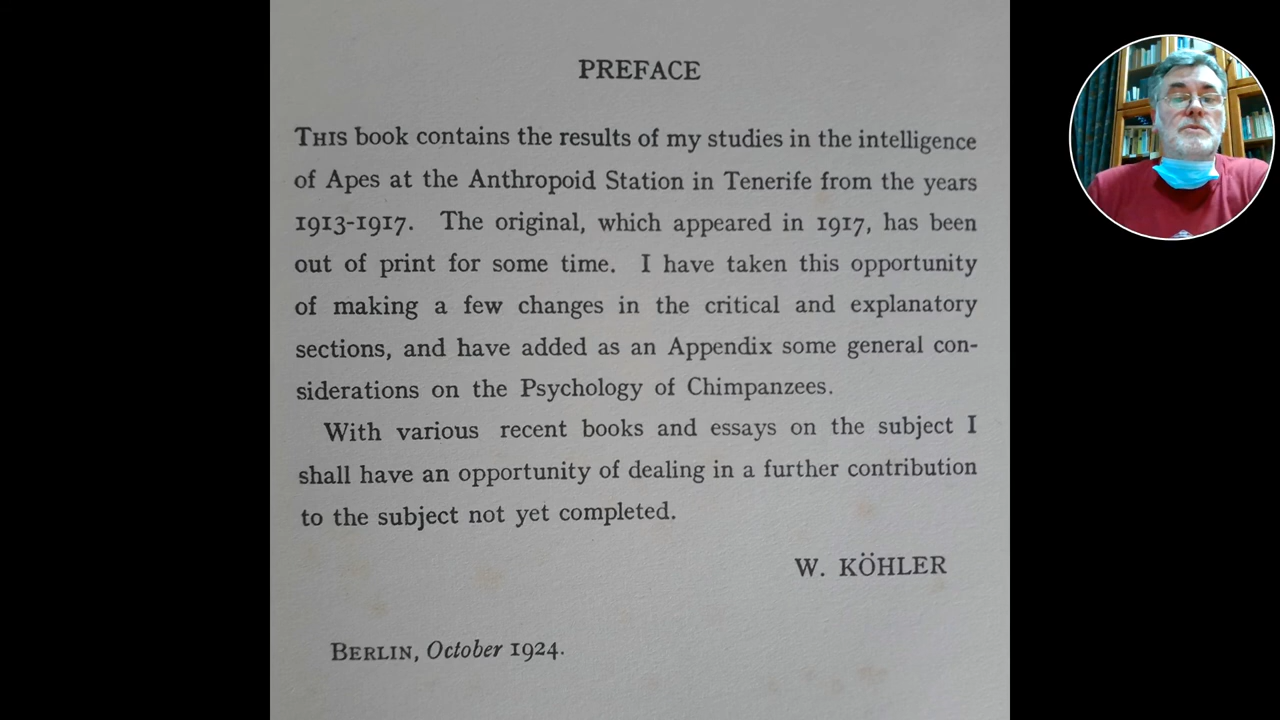 PREFACE
THIS book contains the results of my studies in the intelligence
of Apes at the Anthropoid Station in Tenerife from the years
1913-1917. The original, which appeared in 1917, has been
out of print for some time. I have taken this opportunity
of making a few changes in the critical and explanatory
sections, and have added as an Appendix some general con-
siderations on the Psychology of Chimpanzees.
With various recent books and essays on the subject I
shall have an opportunity of dealing in a further contribution
to the subject not yet completed.
W. KÖHLER
BERLIN, October 1924.